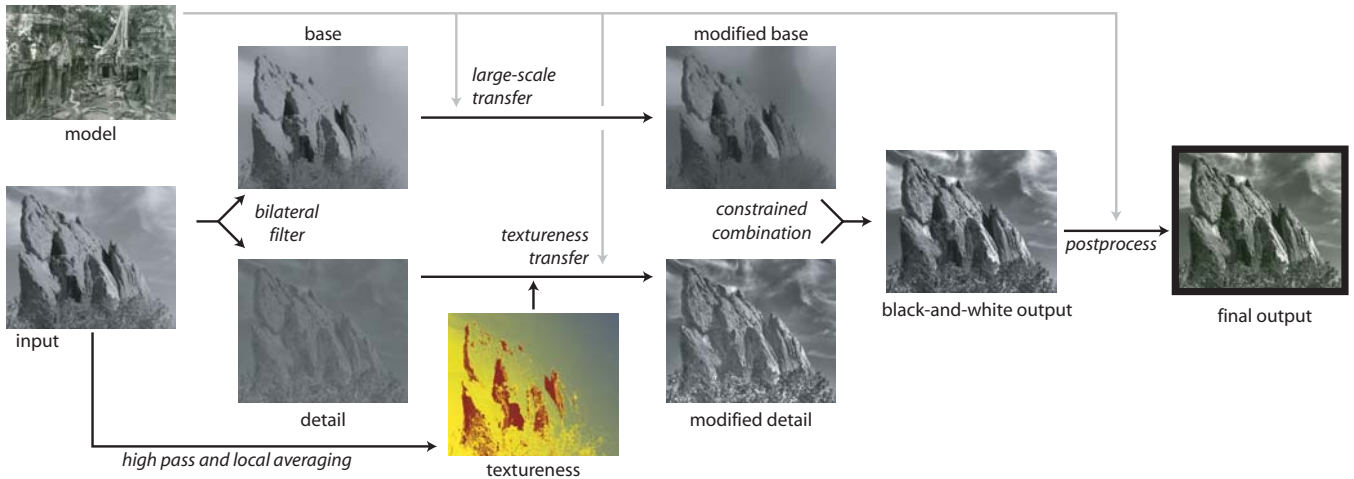 base
modified base
large-scale
transfer
model
bilateral
filter
constrained
combination
textureness
transfer
postprocess
black-and-white output
final output
input
detail
modified detail
high pass and local averaging
textureness